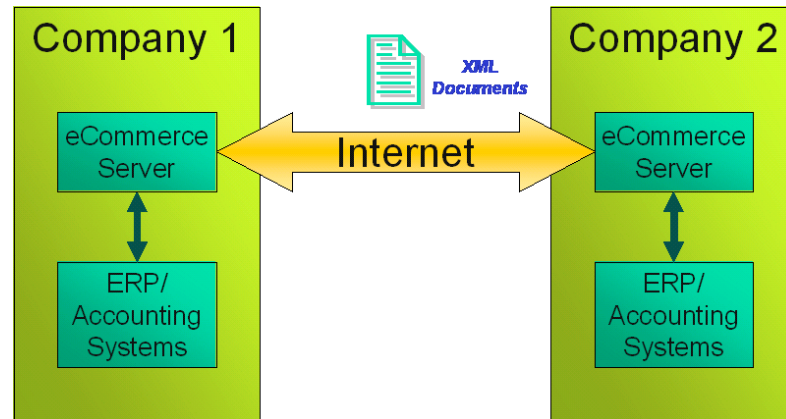 Company 1
eCommerce
Server
ERP/
Accounting
Systems
XML
Documents
Internet
Company 2
eCommerce
Server
ERP/
Accounting
Systems